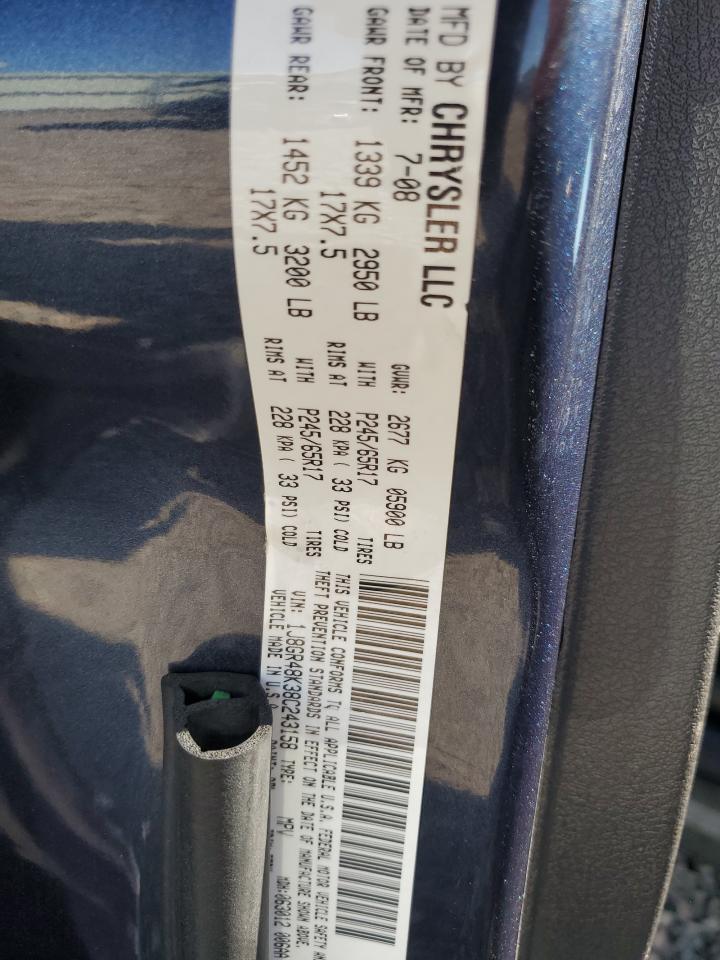 MFD BY CHRYSLER LLC
DATE OF MFR: 7-08 GVWR: 2677 KG 05900 LB
GAWR FRONT: 1339 KG 2950 LB WITH P245/65R17 TIRES
17X7.5 RIMS AT 228 KPA ( 33 PSI) COLD
GAWR REAR: 1452 KG 3200 LB WITH P245/65R17 TIRES
17X7.5 RIMS AT 228 KPA ( 33 PSI) COLD
THIS VEHICLE CONFORMS TO ALL APPLICABLE U.S.A. FEDERAL MOTOR VEHICLE SAFETY
THEFT PREVENTION STANDARDS IN EFFECT ON THE DATE OF MANUFACTURE SHOWN ABOVE.
VIN: 1J8GR48K38C243158 TYPE: MPV MDH:063012 006AA
VEHICLE MADE IN U.S.A